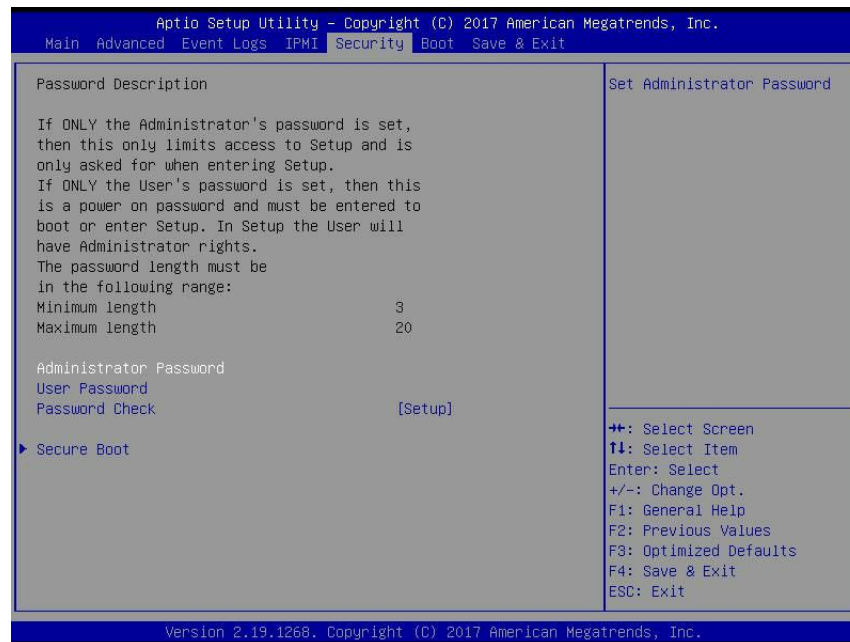 Aptio Setup Utility – Copyright (C) 2017 American Megatrends, Inc.
Main Advanced Event Logs IPMI Security Boot Save & Exit
Password Description
If ONLY the Administrator's password is set,
then this only limits access to Setup and is
only asked for when entering Setup.
If ONLY the User's password is set, then this
is a power on password and must be entered to
boot or enter Setup. In Setup the User will
have Administrator rights.
The password length must be
in the following range:
Minimum length 3
Maximum length 20
Administrator Password
User Password
Password Check [Setup]
Secure Boot
Set Administrator Password
→←: Select Screen
↑↓: Select Item
Enter: Select
+/-: Change Opt.
F1: General Help
F2: Previous Values
F3: Optimized Defaults
F4: Save & Exit
ESC: Exit
Version 2.19.1268. Copyright (C) 2017 American Megatrends, Inc.